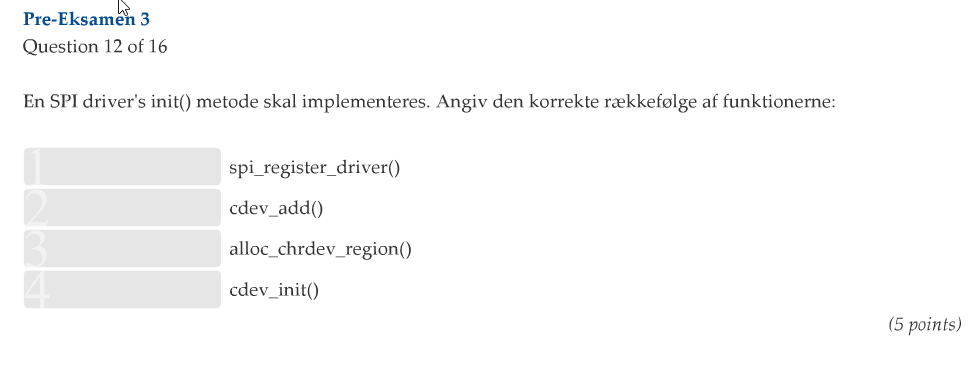 Pre-Eksamen 3
Question 12 of 16
En SPI driver's init() metode skal implementeres. Angiv den korrekte rækkefølge af funktionerne:
1 spi_register_driver()
2 cdev_add()
3 alloc_chrdev_region()
4 cdev_init()
(5 points)